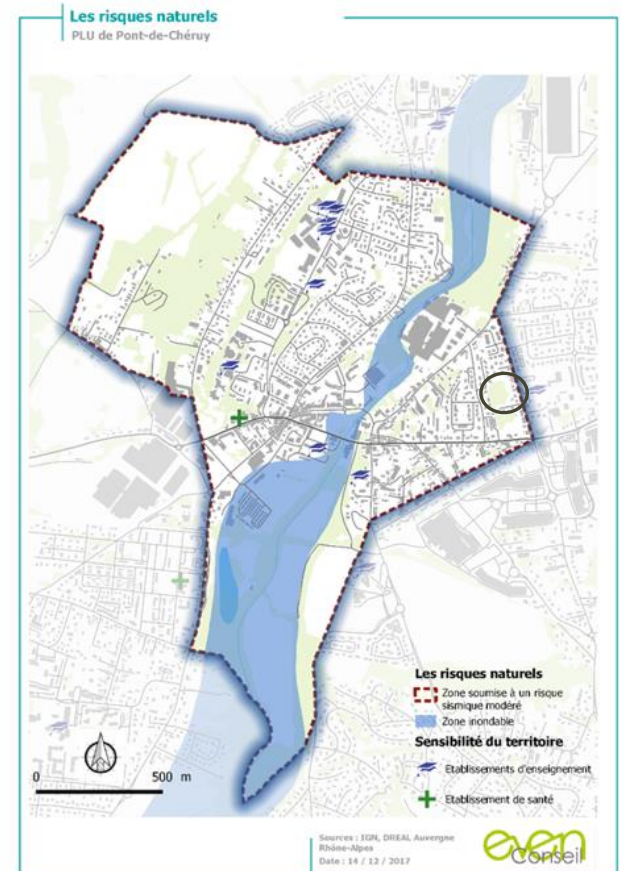 Les risques naturels
PLU de Pont-de-Chéruy
Les risques naturels
Zone soumise à un risque
sismique modéré
Zone inondable
Sensibilité du territoire
Etablissements d'enseignement
Etablissement de santé
0 500 m
Sources : IGN, DREAL Auvergne
Rhône-Alpes
Date : 14 / 12 / 2017
even
Conseil